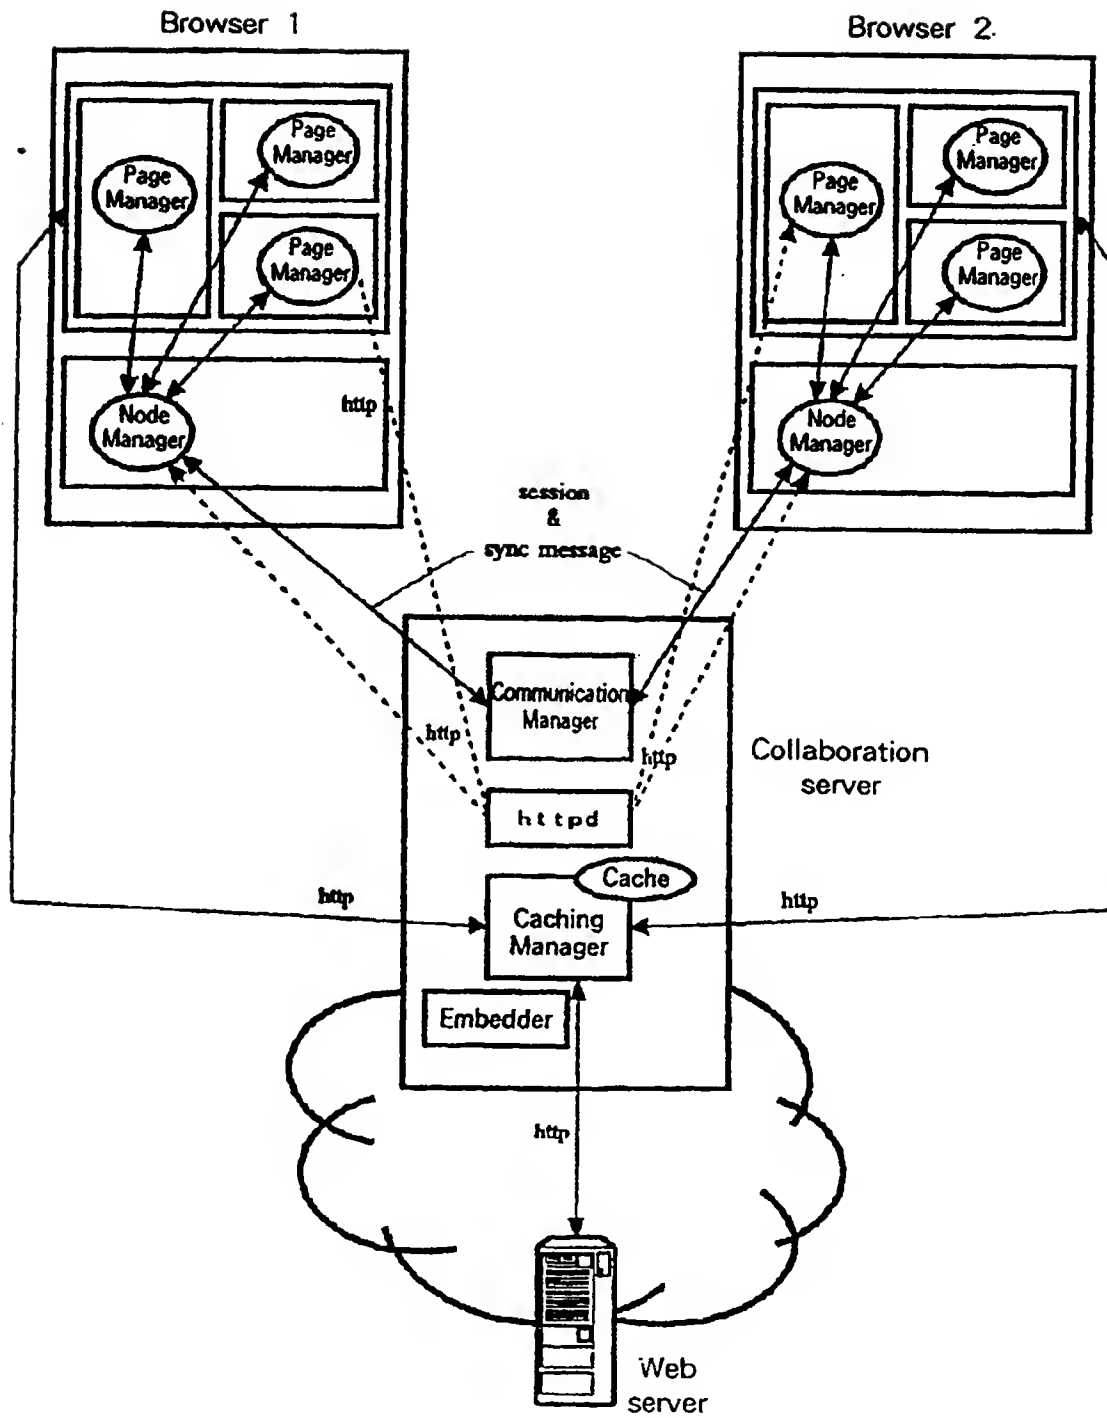 Browser 1
Browser 2
Page
Manager
Page
Manager
Page
Manager
Node
Manager
Page
Manager
Page
Manager
Page
Manager
Node
Manager
http
session
&
sync message
Communication
Manager
http
http
Collaboration
server
httpd
Cache
http
Caching
Manager
http
Embedder
http
Web
server